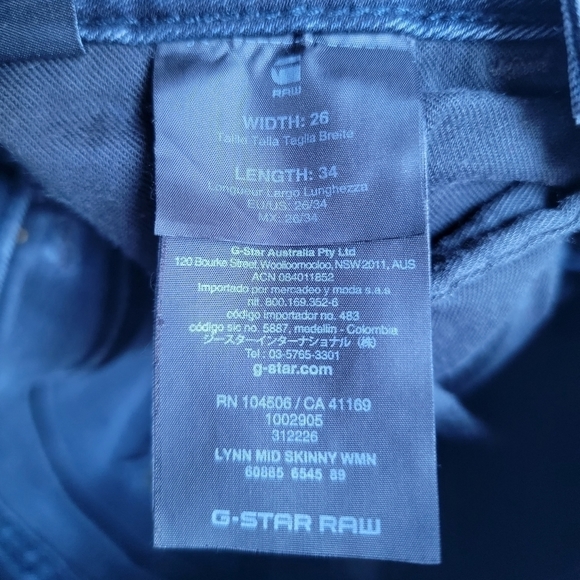 RAW
WIDTH: 26
Taille Talla Taglia Breite
LENGTH: 34
Longueur Largo Lunghezza
EU/US: 26/34
MX: 26/34
G-Star Australia Pty Ltd
120 Bourke Street, Woolloomooloo, NSW 2011, AUS
ACN 084011852
Importado por mercadeo y moda s.a.s
nit. 800.169.352-6
código importador no. 483
código sic no. 5887, medellin - Colombia
ジースターインターナショナル(株)
Tel : 03-5765-3301
g-star.com
RN 104506 / CA 41169
1002905
312226
LYNN MID SKINNY WMN
60885 6545 89
G-STAR RAW